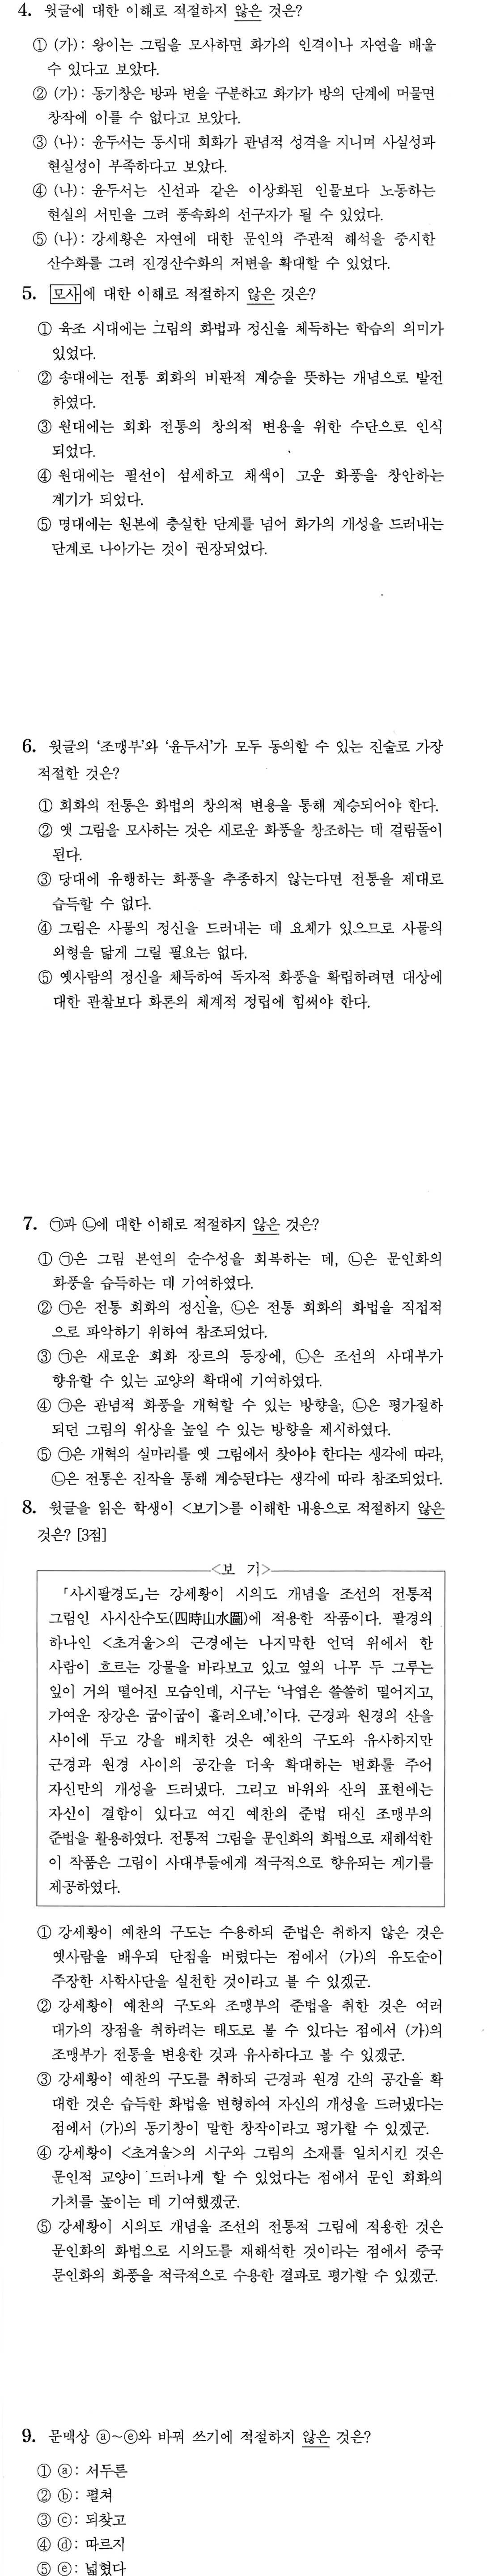 4. 윗글에 대한 이해로 적절하지 않은 것은?
① (가): 왕이는 그림을 모사하면 화가의 인격이나 자연을 배울
수 있다고 보았다.
② (가): 동기창은 방과 변을 구분하고 화가가 방의 단계에 머물면
창작에 이를 수 없다고 보았다.
③ (나): 윤두서는 동시대 회화가 관념적 성격을 지니며 사실성과
현실성이 부족하다고 보았다.
④ (나): 윤두서는 신선과 같은 이상화된 인물보다 노동하는
현실의 서민을 그려 풍속화의 선구자가 될 수 있었다.
⑤ (나): 강세황은 자연에 대한 문인의 주관적 해석을 중시한
산수화를 그려 진경산수화의 저변을 확대할 수 있었다.
5. 모사에 대한 이해로 적절하지 않은 것은?
① 육조 시대에는 그림의 화법과 정신을 체득하는 학습의 의미가
있었다.
② 송대에는 전통 회화의 비판적 계승을 뜻하는 개념으로 발전
하였다.
③ 원대에는 회화 전통의 창의적 변용을 위한 수단으로 인식
되었다.
④ 원대에는 필선이 섬세하고 채색이 고운 화풍을 창안하는
계기가 되었다.
⑤ 명대에는 원본에 충실한 단계를 넘어 화가의 개성을 드러내는
단계로 나아가는 것이 권장되었다.
6. 윗글의 ‘조맹부’와 ‘윤두서’가 모두 동의할 수 있는 진술로 가장
적절한 것은?
① 회화의 전통은 화법의 창의적 변용을 통해 계승되어야 한다.
② 옛 그림을 모사하는 것은 새로운 화풍을 창조하는 데 걸림돌이
된다.
③ 당대에 유행하는 화풍을 추종하지 않는다면 전통을 제대로
습득할 수 없다.
④ 그림은 사물의 정신을 드러내는 데 요체가 있으므로 사물의
외형을 닮게 그릴 필요는 없다.
⑤ 옛사람의 정신을 체득하여 독자적 화풍을 확립하려면 대상에
대한 관찰보다 화론의 체계적 정립에 힘써야 한다.
7. ㉠과 ㉡에 대한 이해로 적절하지 않은 것은?
① ㉠은 그림 본연의 순수성을 회복하는 데, ㉡은 문인화의
화풍을 습득하는 데 기여하였다.
② ㉠은 전통 회화의 정신을, ㉡은 전통 회화의 화법을 직접적
으로 파악하기 위하여 참조되었다.
③ ㉠은 새로운 회화 장르의 등장에, ㉡은 조선의 사대부가
향유할 수 있는 교양의 확대에 기여하였다.
④ ㉠은 관념적 화풍을 개혁할 수 있는 방향을, ㉡은 평가절하
되던 그림의 위상을 높일 수 있는 방향을 제시하였다.
⑤ ㉠은 개혁의 실마리를 옛 그림에서 찾아야 한다는 생각에 따라,
㉡은 전통은 진작을 통해 계승된다는 생각에 따라 참조되었다.
8. 윗글을 읽은 학생이 <보기>를 이해한 내용으로 적절하지 않은
것은? [3점]
<보 기>
「사시팔경도」는 강세황이 시의도 개념을 조선의 전통적
그림인 사시산수도(四時山水圖)에 적용한 작품이다. 팔경의
하나인 <초겨울>의 근경에는 나지막한 언덕 위에서 한
사람이 흐르는 강물을 바라보고 있고 옆의 나무 두 그루는
잎이 거의 떨어진 모습인데, 시구는 ‘낙엽은 쓸쓸히 떨어지고,
가여운 장강은 굽이굽이 흘러오네.’이다. 근경과 원경의 산을
사이에 두고 강을 배치한 것은 예찬의 구도와 유사하지만
근경과 원경 사이의 공간을 더욱 확대하는 변화를 주어
자신만의 개성을 드러냈다. 그리고 바위와 산의 표현에는
자신이 결함이 있다고 여긴 예찬의 준법 대신 조맹부의
준법을 활용하였다. 전통적 그림을 문인화의 화법으로 재해석한
이 작품은 그림이 사대부들에게 적극적으로 향유되는 계기를
제공하였다.
① 강세황이 예찬의 구도는 수용하되 준법은 취하지 않은 것은
옛사람을 배우되 단점을 버렸다는 점에서 (가)의 유도순이
주장한 사학사단을 실천한 것이라고 볼 수 있겠군.
② 강세황이 예찬의 구도와 조맹부의 준법을 취한 것은 여러
대가의 장점을 취하려는 태도로 볼 수 있다는 점에서 (가)의
조맹부가 전통을 변용한 것과 유사하다고 볼 수 있겠군.
③ 강세황이 예찬의 구도를 취하되 근경과 원경 간의 공간을 확
대한 것은 습득한 화법을 변형하여 자신의 개성을 드러냈다는
점에서 (가)의 동기창이 말한 창작이라고 평가할 수 있겠군.
④ 강세황이 <초겨울>의 시구와 그림의 소재를 일치시킨 것은
문인적 교양이 드러나게 할 수 있었다는 점에서 문인 회화의
가치를 높이는 데 기여했겠군.
⑤ 강세황이 시의도 개념을 조선의 전통적 그림에 적용한 것은
문인화의 화법으로 시의도를 재해석한 것이라는 점에서 중국
문인화의 화풍을 적극적으로 수용한 결과로 평가할 수 있겠군.
9. 문맥상 ⓐ~ⓔ와 바꿔 쓰기에 적절하지 않은 것은?
① ⓐ: 서두른
② ⓑ: 펼쳐
③ ⓒ: 되찾고
④ ⓓ: 따르지
⑤ ⓔ: 넓혔다